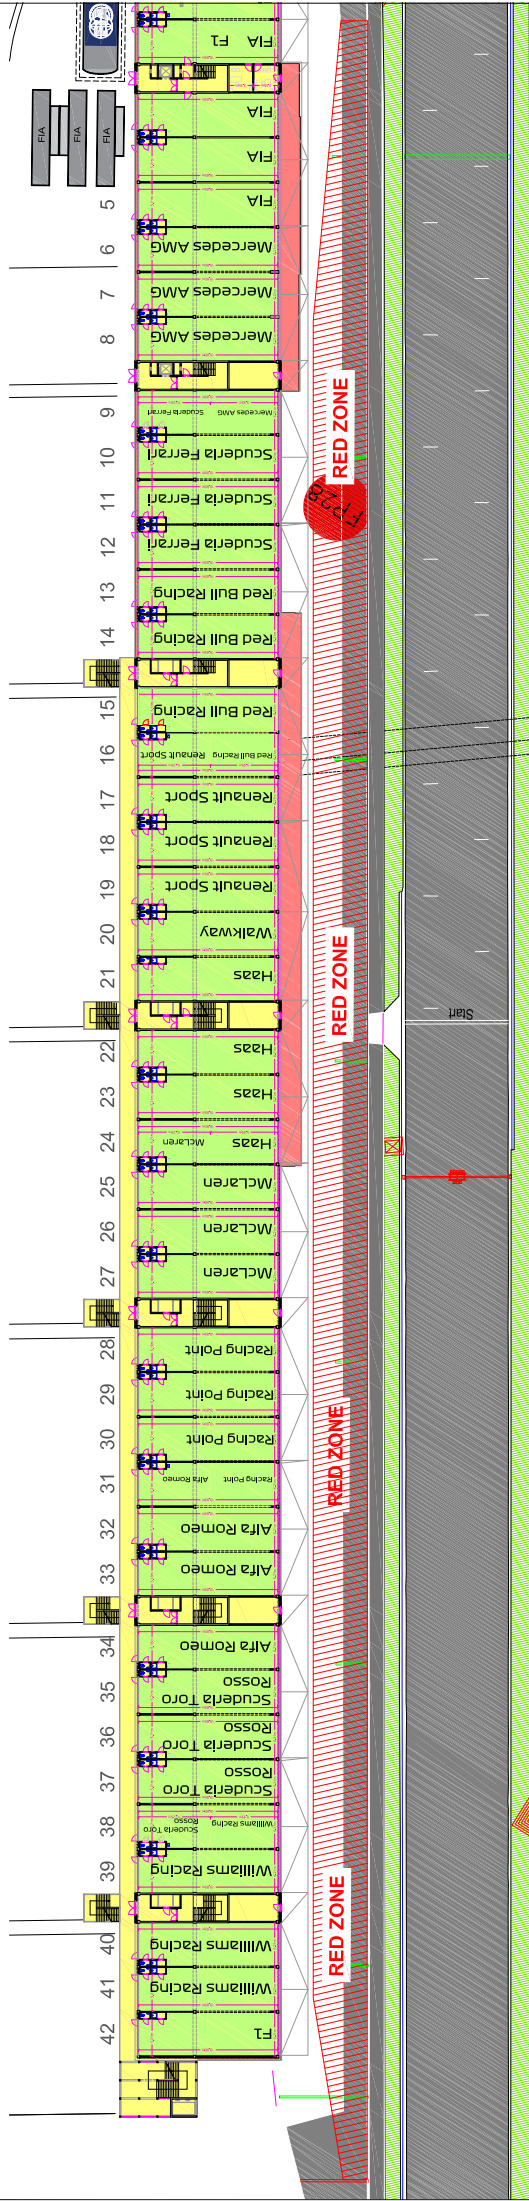 FIA F1
FIA
FIA
FIA
FIA
FIA
5 FIA
6 Mercedes AMG
7 Mercedes AMG
8 Mercedes AMG
9 Scuderia Ferrari Mercedes AMG
RED ZONE
10 Scuderia Ferrari
11 Scuderia Ferrari
FP228
12 Scuderia Ferrari
13 Red Bull Racing
14 Red Bull Racing
15 Red Bull Racing
16 Renault Sport Red Bull Racing
17 Renault Sport
18 Renault Sport
19 Renault Sport
20 Walkway
21 Haas
RED ZONE
Start
22 Haas
23 Haas
24 McLaren Haas
25 McLaren
26 McLaren
27 McLaren
28 Racing Point
29 Racing Point
30 Racing Point
RED ZONE
31 Alfa Romeo Racing Point
32 Alfa Romeo
33 Alfa Romeo
34 Alfa Romeo
35 Scuderia Toro
Rosso
36 Scuderia Toro
Rosso
37 Scuderia Toro
Rosso
38 Scuderia Toro
Rosso
Williams Racing
39 Williams Racing
RED ZONE
40 Williams Racing
41 Williams Racing
42 F1